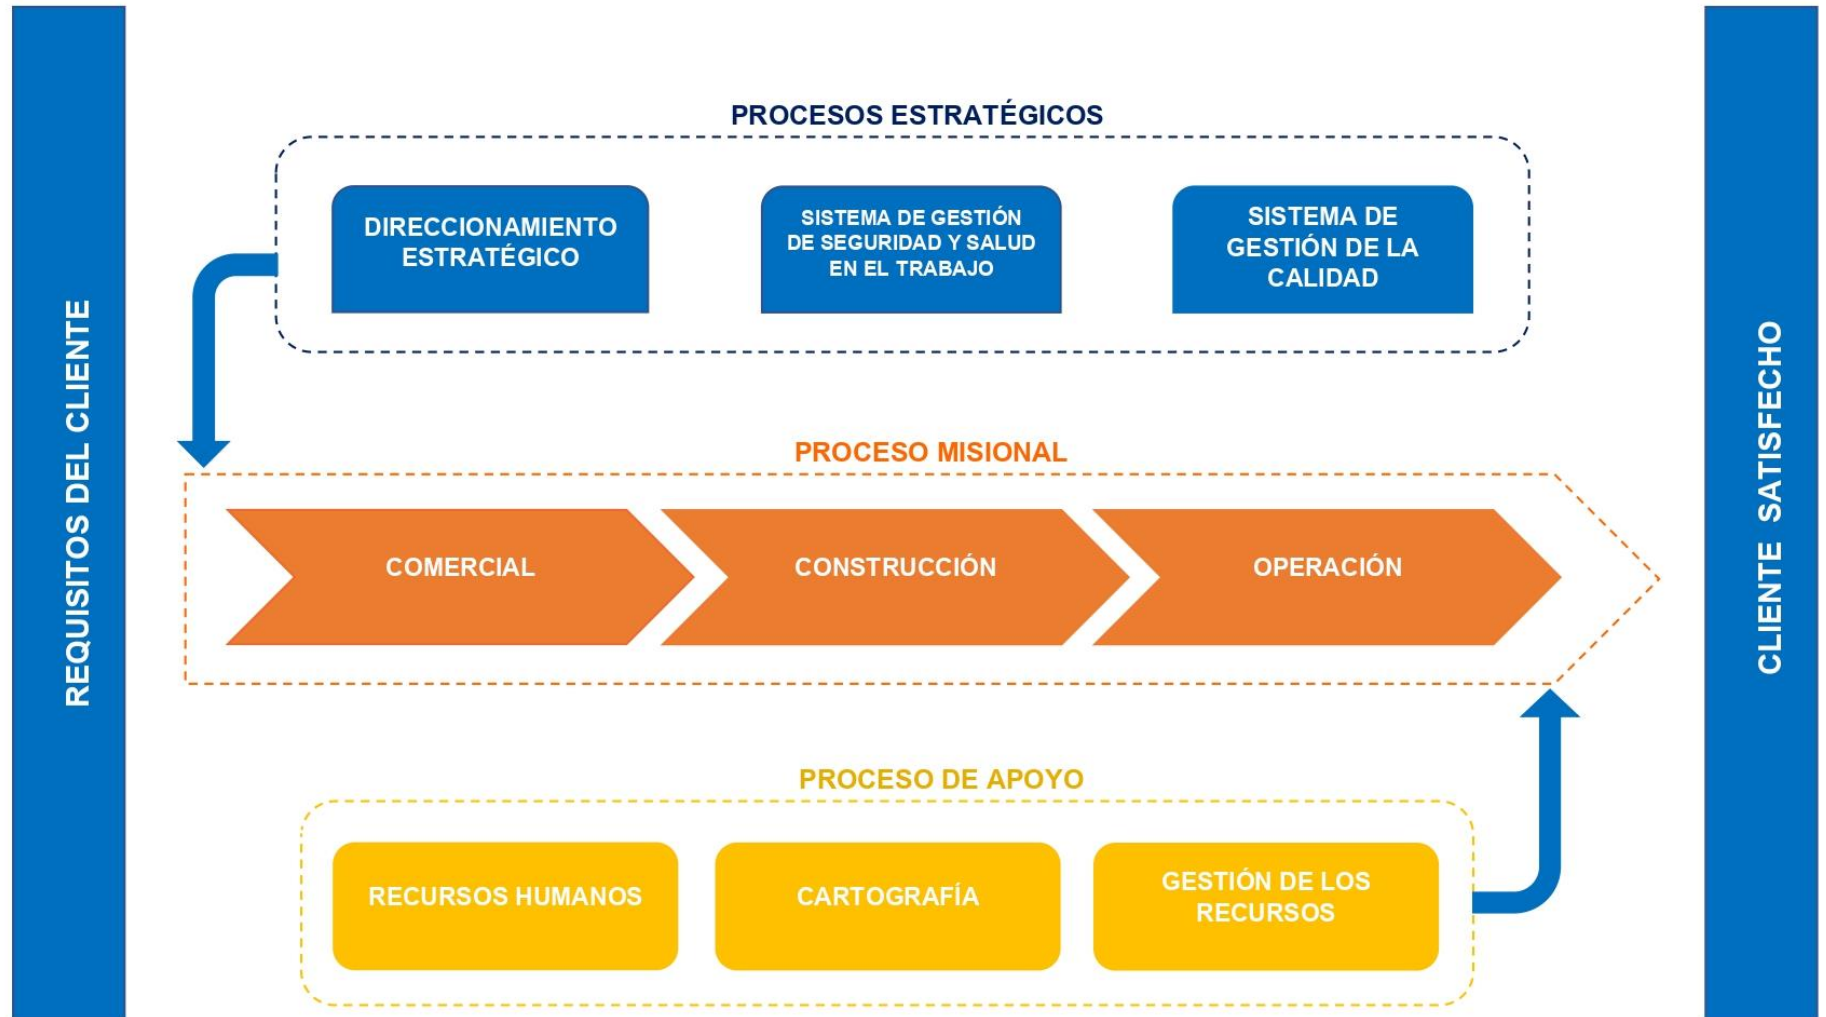 REQUISITOS DEL CLIENTE
PROCESOS ESTRATÉGICOS
DIRECCIONAMIENTO
ESTRATÉGICO
SISTEMA DE GESTIÓN
DE SEGURIDAD Y SALUD
EN EL TRABAJO
SISTEMA DE
GESTIÓN DE LA
CALIDAD
PROCESO MISIONAL
COMERCIAL
CONSTRUCCIÓN
OPERACIÓN
PROCESO DE APOYO
RECURSOS HUMANOS
CARTOGRAFÍA
GESTIÓN DE LOS
RECURSOS
CLIENTE SATISFECHO